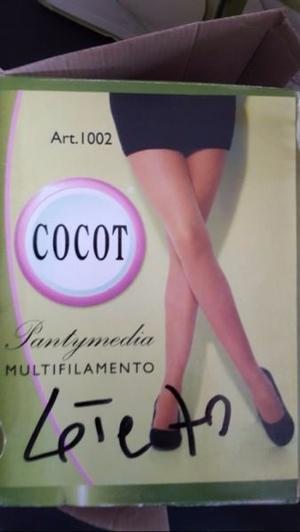 Art.1002
COCOT
Pantymedia
MULTIFILAMENTO